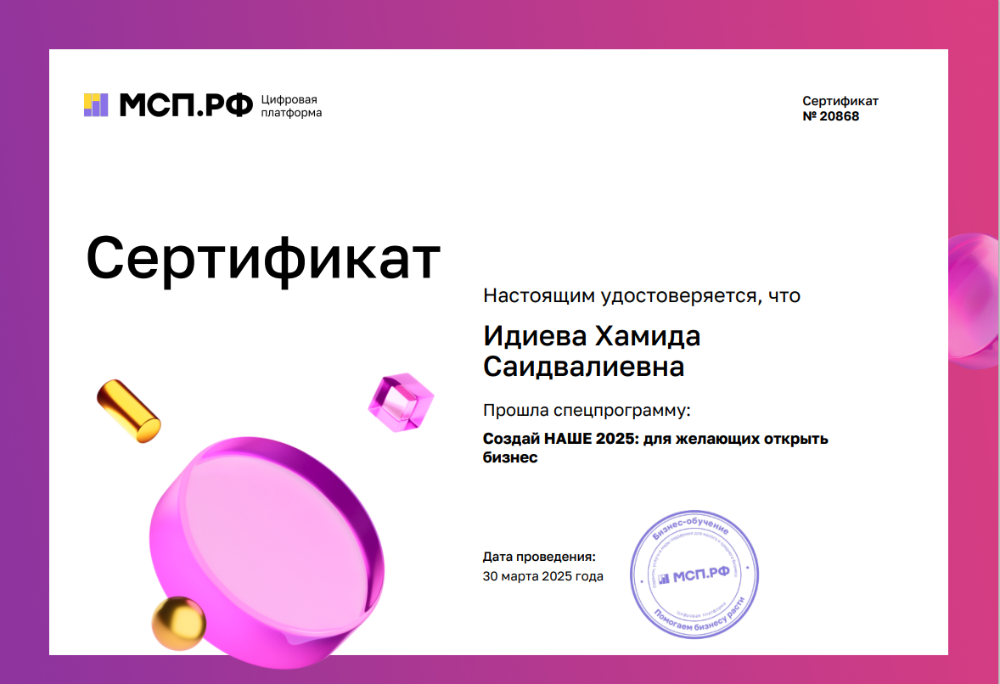 МСП.РФ
Цифровая
платформа
Сертификат
№ 20868
Сертификат
Настоящим удостоверяется, что
Идиева Хамида
Саидвалиевна
Прошла спецпрограмму:
Создай НАШЕ 2025: для желающих открыть
бизнес
Дата проведения:
30 марта 2025 года
Бизнес-обучение
МСП.РФ
Цифровая платформа
Помогаем бизнесу расти